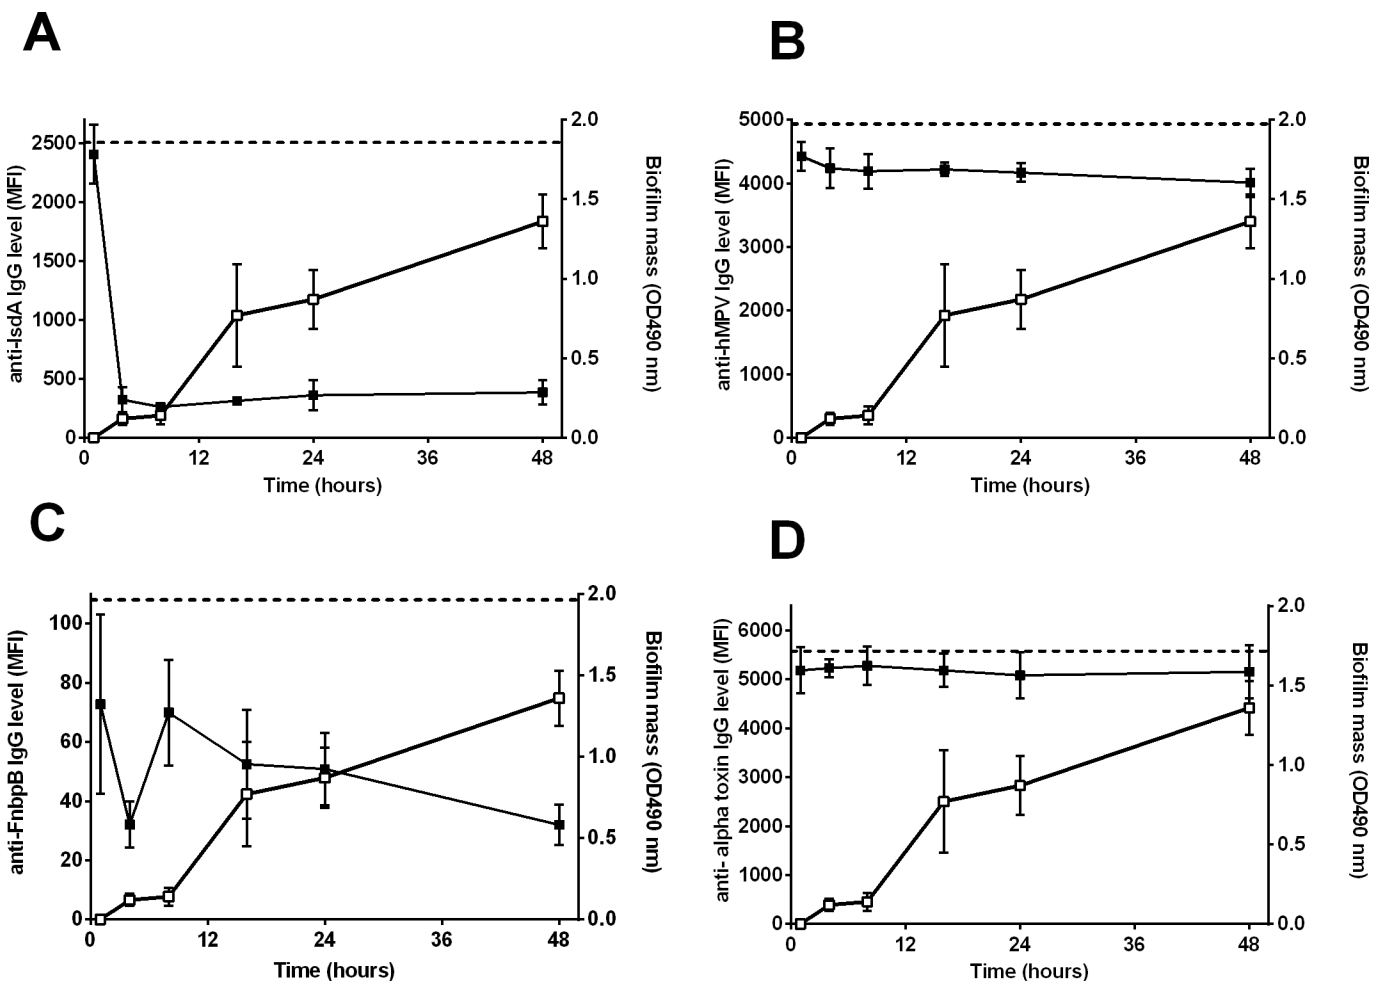 A
anti-IsdA IgG level (MFI)
2500
2000
1500
1000
500
0
2.0
1.5
1.0
0.5
0.0
Biofilm mass (OD490 nm)
0 12 24 36 48
Time (hours)
B
anti-hMPV IgG level (MFI)
5000
4000
3000
2000
1000
0
2.0
1.5
1.0
0.5
0.0
Biofilm mass (OD490 nm)
0 12 24 36 48
Time (hours)
C
anti-FnbpB IgG level (MFI)
100
80
60
40
20
0
2.0
1.5
1.0
0.5
0.0
Biofilm mass (OD490 nm)
0 12 24 36 48
Time (hours)
D
anti- alpha toxin IgG level (MFI)
6000
5000
4000
3000
2000
1000
0
2.0
1.5
1.0
0.5
0.0
Biofilm mass (OD490 nm)
0 12 24 36 48
Time (hours)